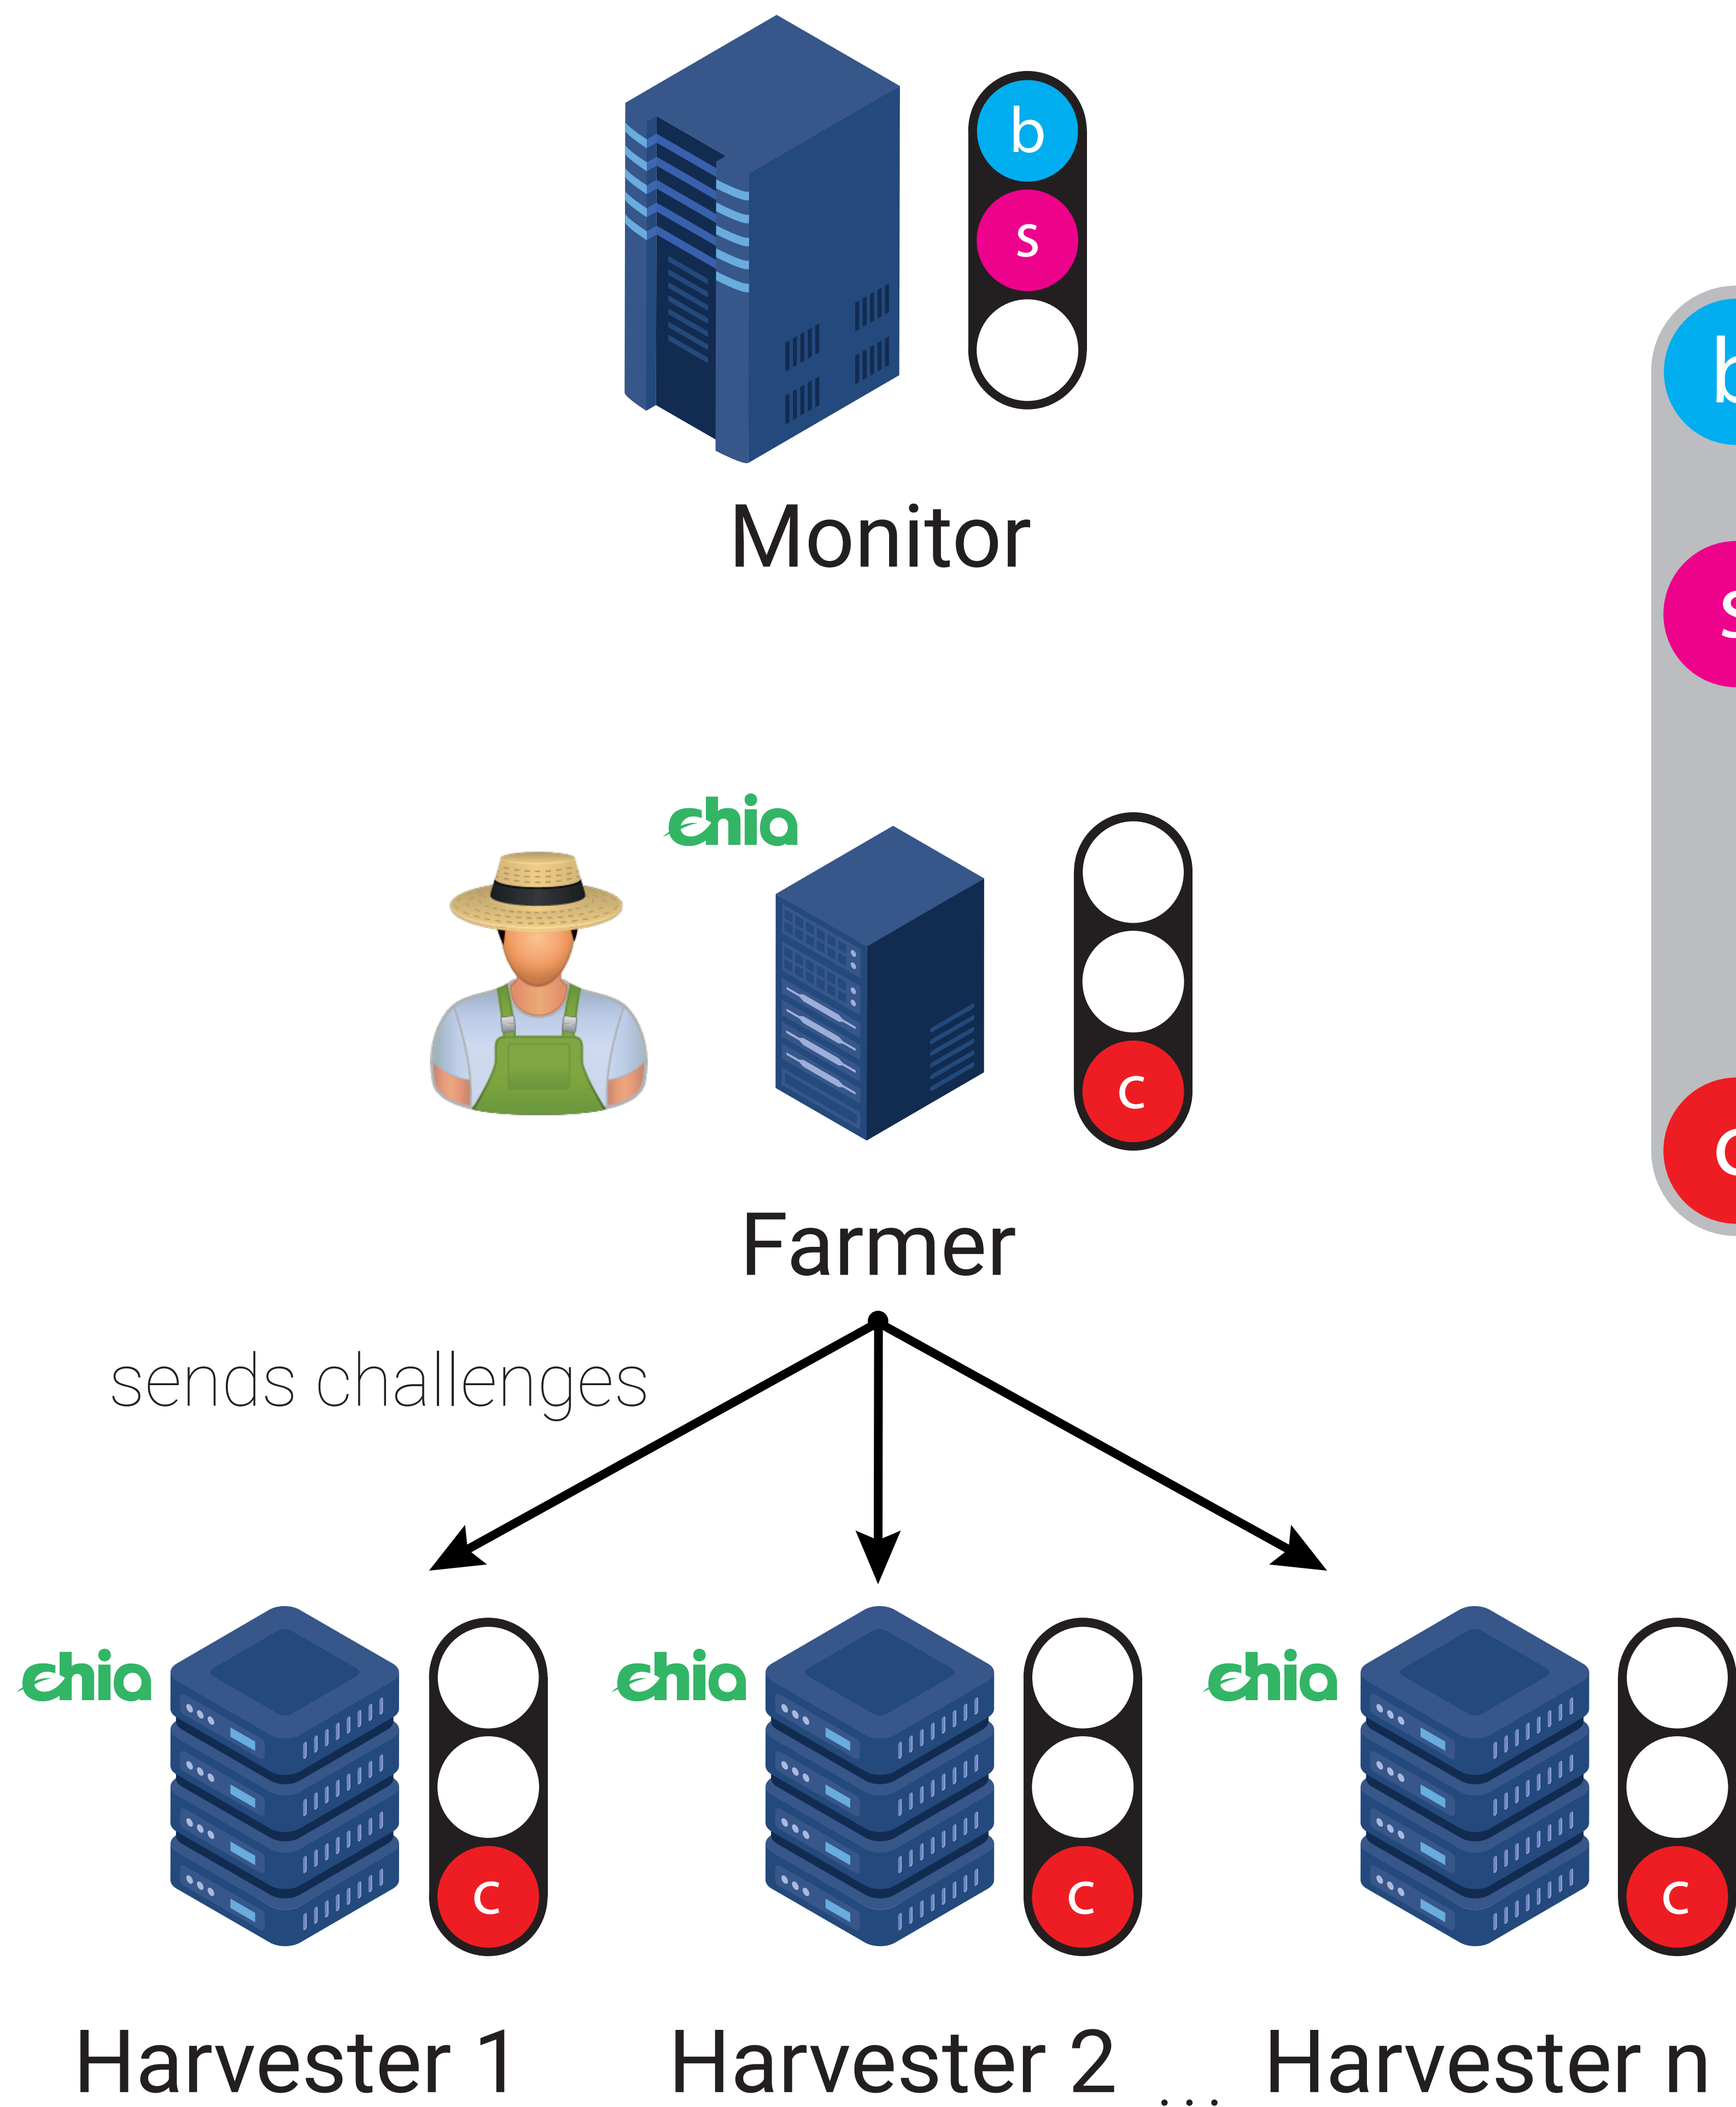 b
s
Monitor
b
s
chia
c
Farmer
c
sends challenges
chia
chia
chia
c
c
c
Harvester 1
Harvester 2
...
Harvester n